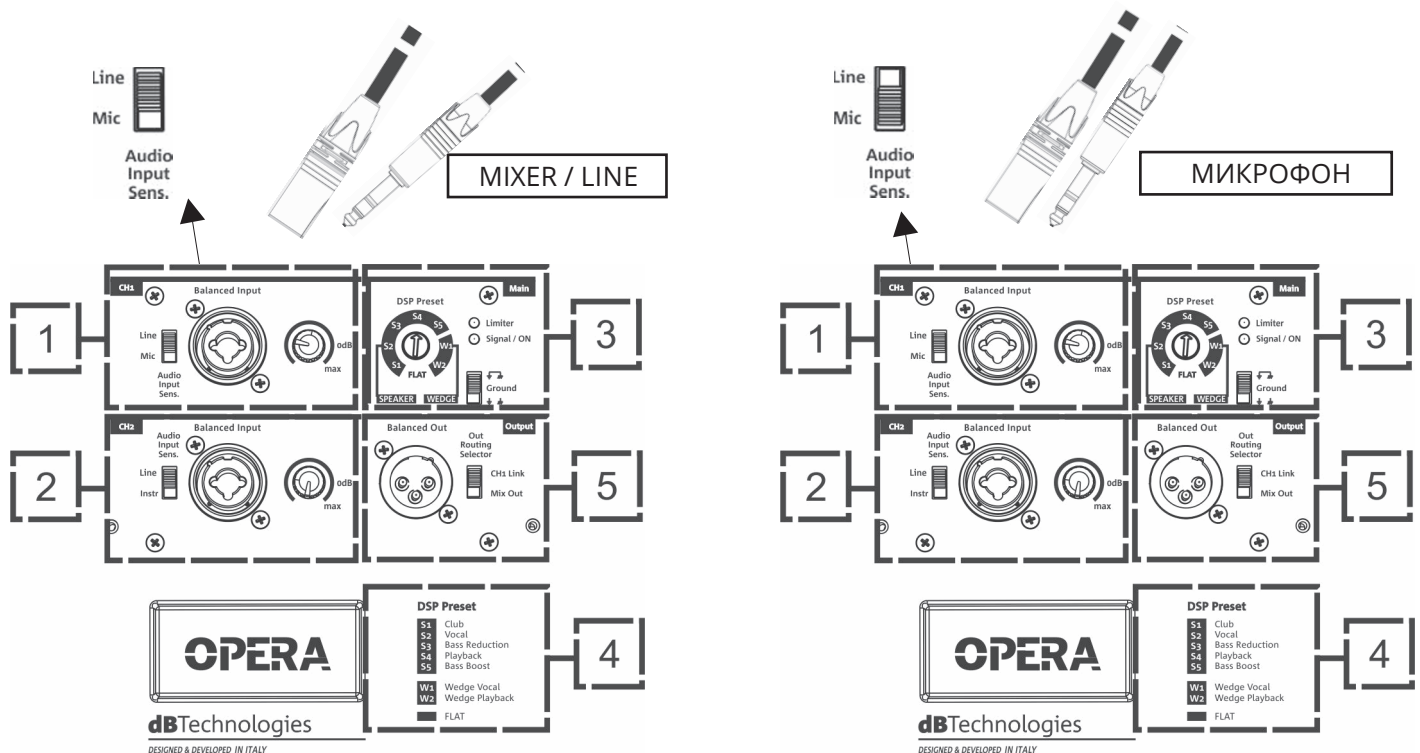 Line
Mic
Audio
Input
Sens.
MIXER / LINE
CH1
Balanced Input
Line
Mic
Audio
Input
Sens.
0dB
max
1
Main
DSP Preset
S1
S2
S3
S4
S5
W1
W2
FLAT
SPEAKER
WEDGE
Limiter
Signal / ON
Ground
3
CH2
Balanced Input
Audio
Input
Sens.
Line
Instr
0dB
max
2
Balanced Out
Output
Out
Routing
Selector
CH1 Link
Mix Out
5
OPERA
dBTechnologies
DESIGNED & DEVELOPED IN ITALY
DSP Preset
S1 Club
S2 Vocal
S3 Bass Reduction
S4 Playback
S5 Bass Boost
W1 Wedge Vocal
W2 Wedge Playback
FLAT
4
Line
Mic
Audio
Input
Sens.
МИКРОФОН
CH1
Balanced Input
Line
Mic
Audio
Input
Sens.
0dB
max
1
Main
DSP Preset
S1
S2
S3
S4
S5
W1
W2
FLAT
SPEAKER
WEDGE
Limiter
Signal / ON
Ground
3
CH2
Balanced Input
Audio
Input
Sens.
Line
Instr
0dB
max
2
Balanced Out
Output
Out
Routing
Selector
CH1 Link
Mix Out
5
OPERA
dBTechnologies
DESIGNED & DEVELOPED IN ITALY
DSP Preset
S1 Club
S2 Vocal
S3 Bass Reduction
S4 Playback
S5 Bass Boost
W1 Wedge Vocal
W2 Wedge Playback
FLAT
4